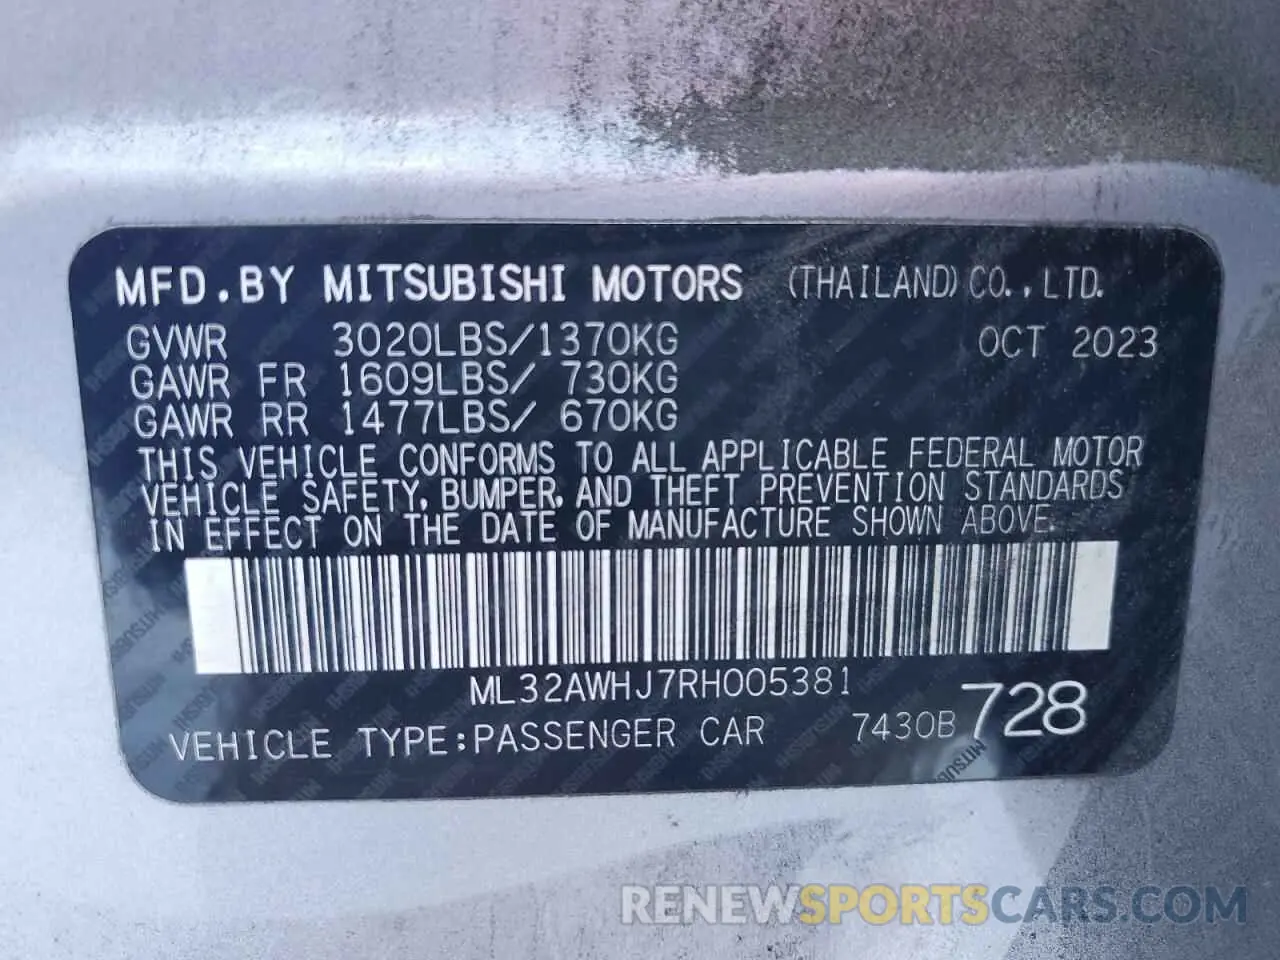 MFD.BY MITSUBISHI MOTORS (THAILAND) CO.,LTD.
GVWR 3020LBS/1370KG OCT 2023
GAWR FR 1609LBS/ 730KG
GAWR RR 1477LBS/ 670KG
THIS VEHICLE CONFORMS TO ALL APPLICABLE FEDERAL MOTOR
VEHICLE SAFETY, BUMPER, AND THEFT PREVENTION STANDARDS
IN EFFECT ON THE DATE OF MANUFACTURE SHOWN ABOVE.
ML32AWHJ7RH005381
VEHICLE TYPE:PASSENGER CAR 7430B 728
RENEWSPORTSCARS.COM